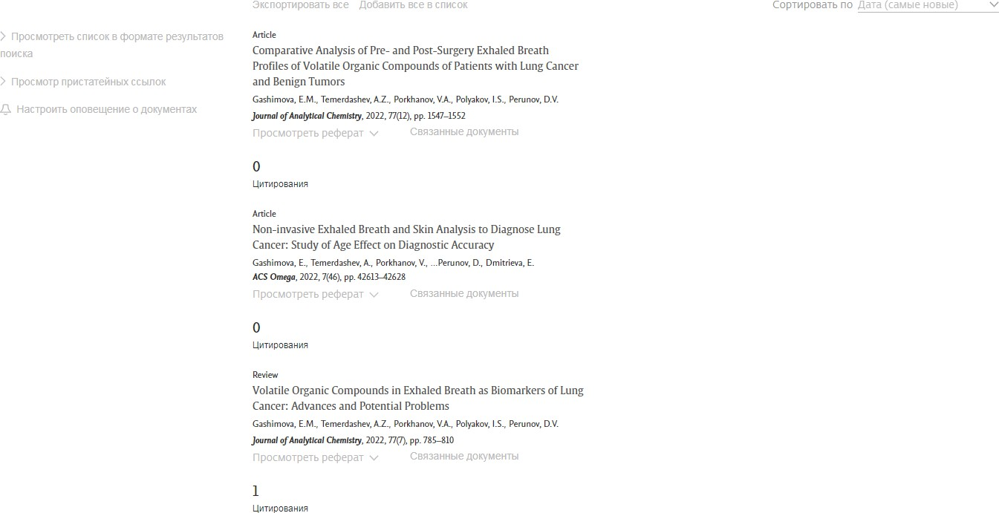 Экспортировать все Добавить все в список Сортировать по Дата (самые новые)
Просмотреть список в формате результатов
поиска
Просмотр пристатейных ссылок
Настроить оповещение о документах
Article
Comparative Analysis of Pre- and Post-Surgery Exhaled Breath
Profiles of Volatile Organic Compounds of Patients with Lung Cancer
and Benign Tumors
Gashimova, E.M., Temerdashev, A.Z., Porkhanov, V.A., Polyakov, I.S., Perunov, D.V.
Journal of Analytical Chemistry, 2022, 77(12), pp. 1547–1552
Просмотреть реферат Связанные документы
0
Цитирования
Article
Non-invasive Exhaled Breath and Skin Analysis to Diagnose Lung
Cancer: Study of Age Effect on Diagnostic Accuracy
Gashimova, E., Temerdashev, A., Porkhanov, V., ...Perunov, D., Dmitrieva, E.
ACS Omega, 2022, 7(46), pp. 42613–42628
Просмотреть реферат Связанные документы
0
Цитирования
Review
Volatile Organic Compounds in Exhaled Breath as Biomarkers of Lung
Cancer: Advances and Potential Problems
Gashimova, E.M., Temerdashev, A.Z., Porkhanov, V.A., Polyakov, I.S., Perunov, D.V.
Journal of Analytical Chemistry, 2022, 77(7), pp. 785–810
Просмотреть реферат Связанные документы
1
Цитирования